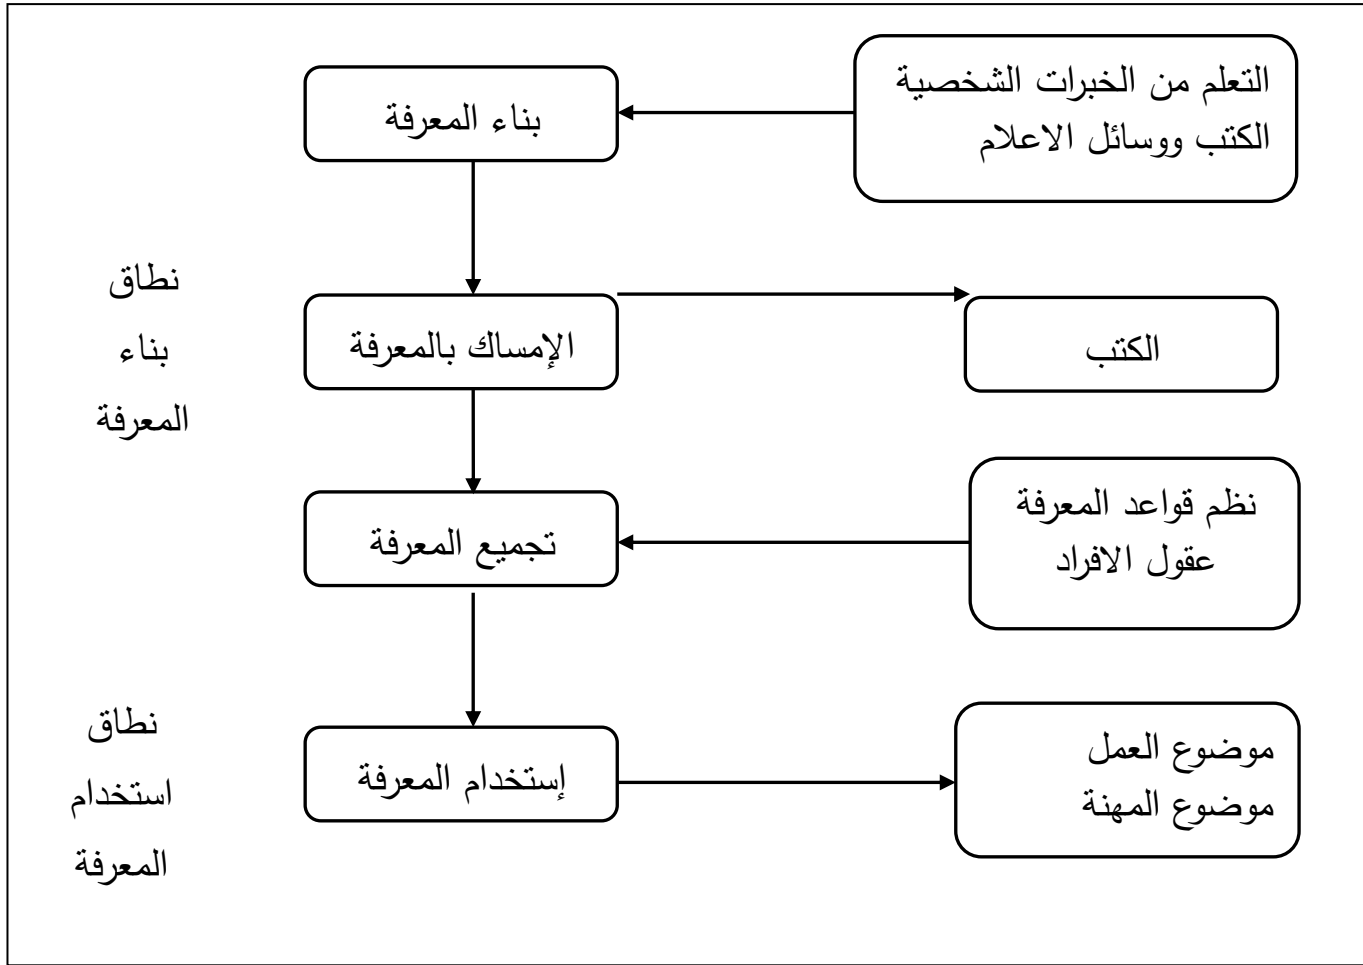 التعلم من الخبرات الشخصية
الكتب ووسائل الاعلام
بناء المعرفة
نطاق
بناء
المعرفة
الإمساك بالمعرفة
الكتب
نظم قواعد المعرفة
عقول الافراد
تجميع المعرفة
نطاق
استخدام
المعرفة
إستخدام المعرفة
موضوع العمل
موضوع المهنة